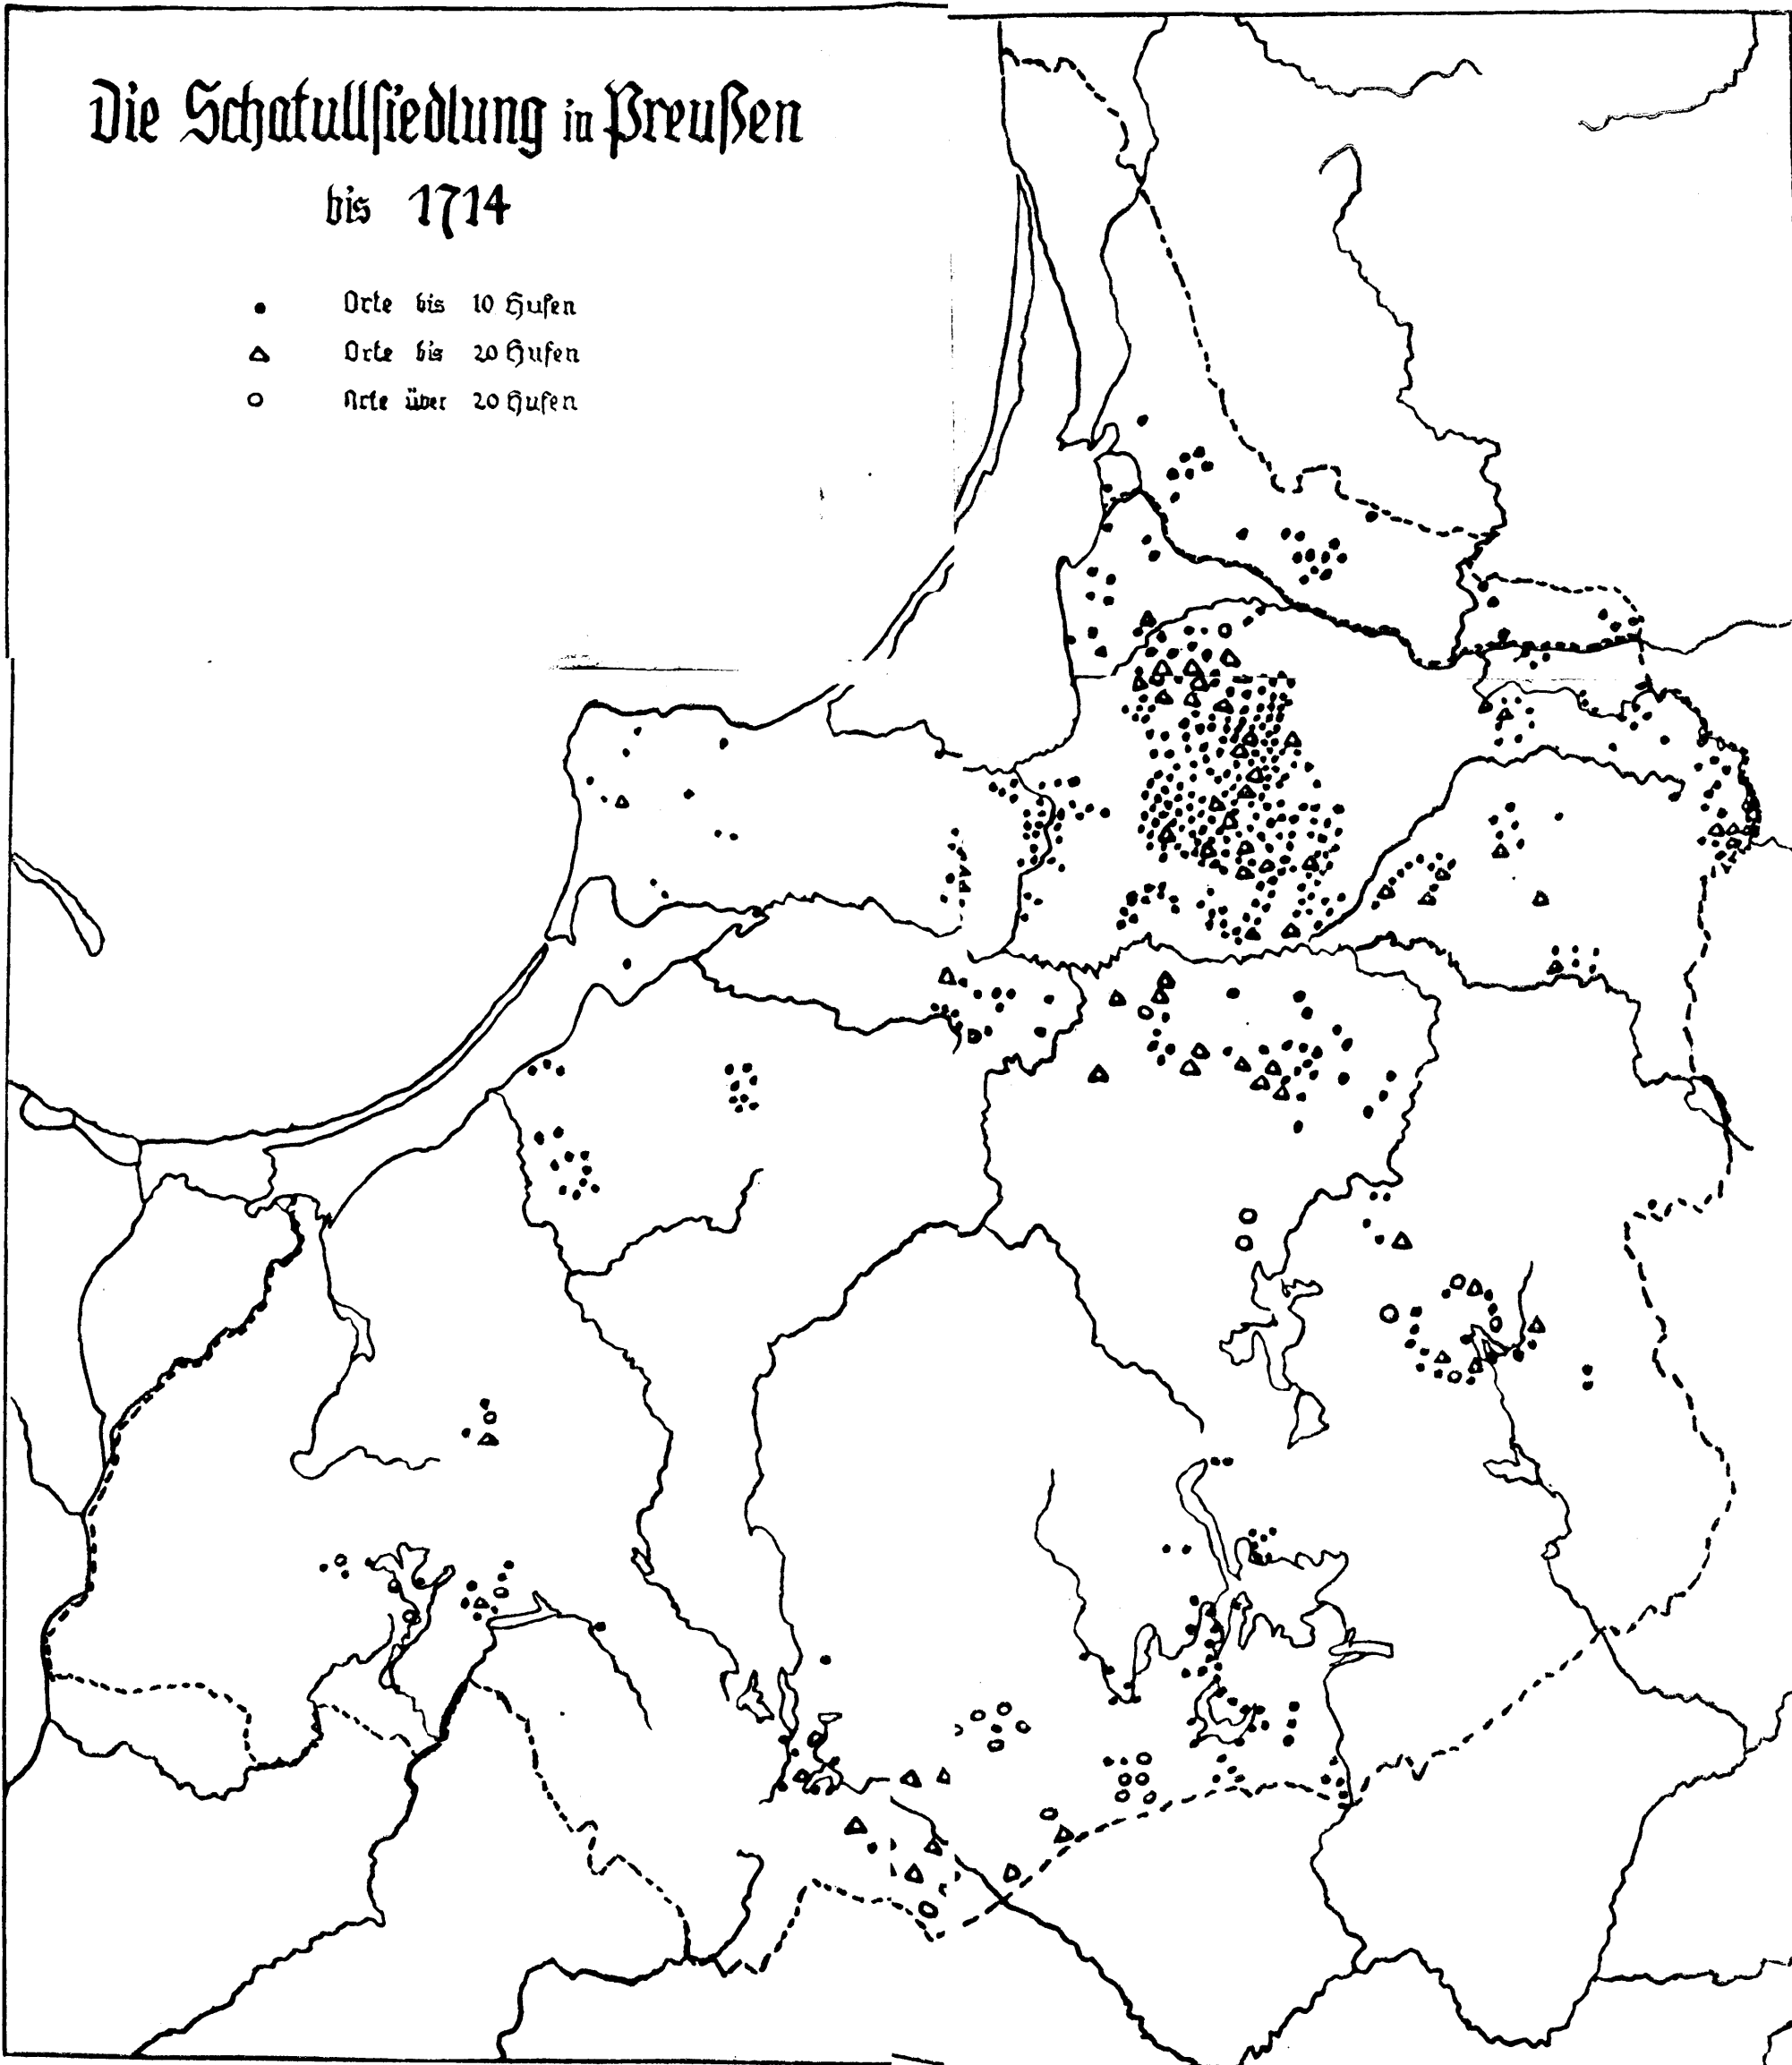 Die Schatullsiedlung in Preußen
bis 1714
Orte bis 10 Hufen
Orte bis 20 Hufen
Orte über 20 Hufen